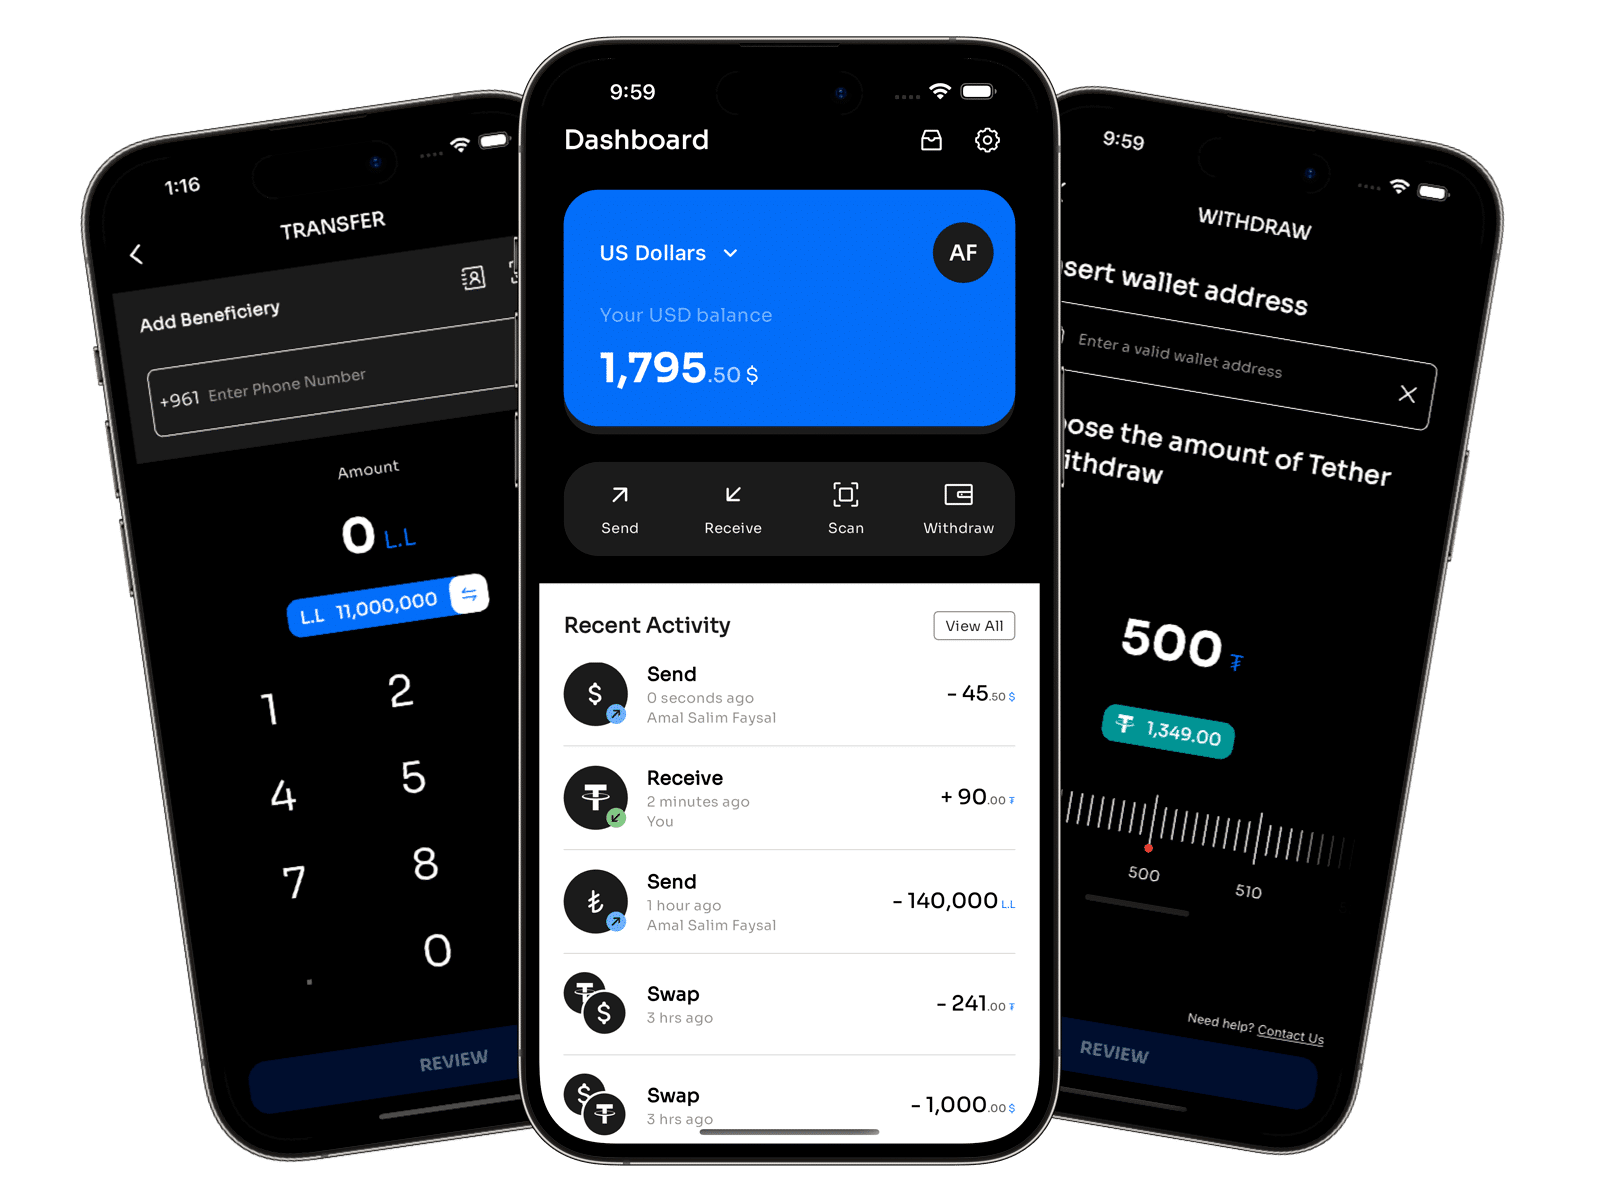 1:16
TRANSFER
Add Beneficiery
+961 Enter Phone Number
Amount
0 L.L
L.L 11,000,000
1 2
4 5
7 8
. 0
REVIEW
9:59
Dashboard
US Dollars
AF
Your USD balance
1,795.50 $
Send Receive Scan Withdraw
Recent Activity
View All
$
Send
0 seconds ago
Amal Salim Faysal
- 45.50 $
Receive
2 minutes ago
You
+ 90.00 ₮
₺
Send
1 hour ago
Amal Salim Faysal
- 140,000 L.L
$
Swap
3 hrs ago
- 241.00 ₮
$
Swap
3 hrs ago
- 1,000.00 $
9:59
WITHDRAW
sert wallet address
Enter a valid wallet address
ose the amount of Tether
ithdraw
500 ₮
₮ 1,349.00
500 510
Need help? Contact Us
REVIEW